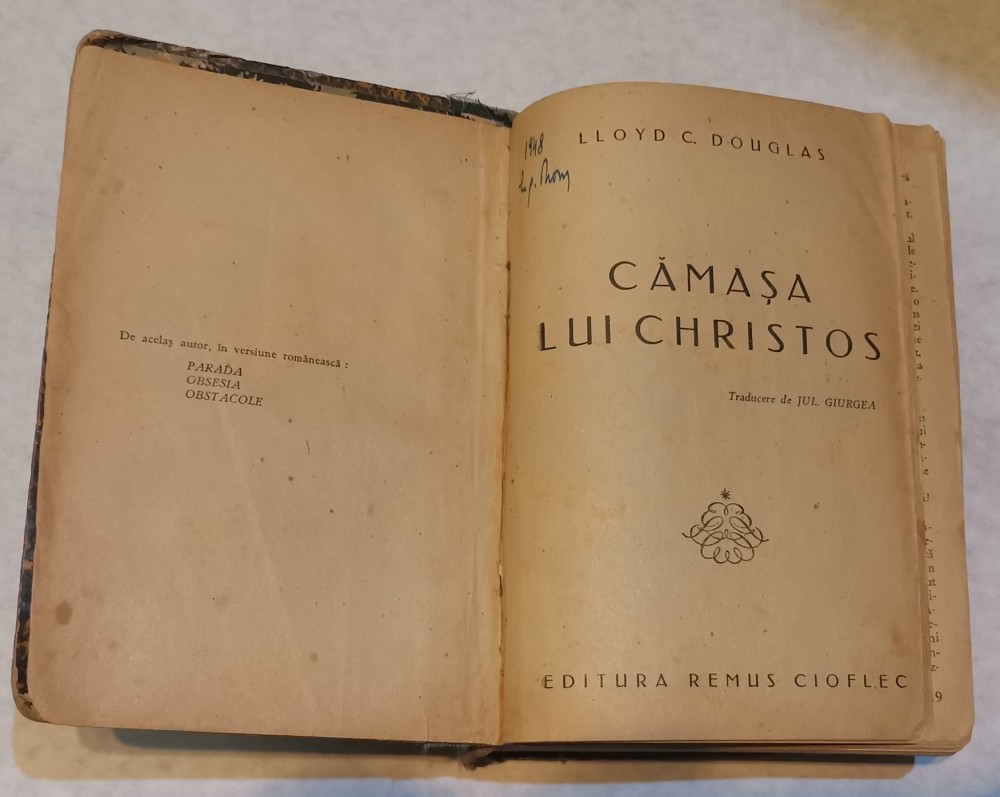 De acelaş autor, în versiune românească :
PARADA
OBSESIA
OBSTACOLE
1948
LLOYD C. DOUGLAS
CĂMAŞA
LUI CHRISTOS
Traducere de JUL. GIURGEA
EDITURA REMUS CIOFLEC
9